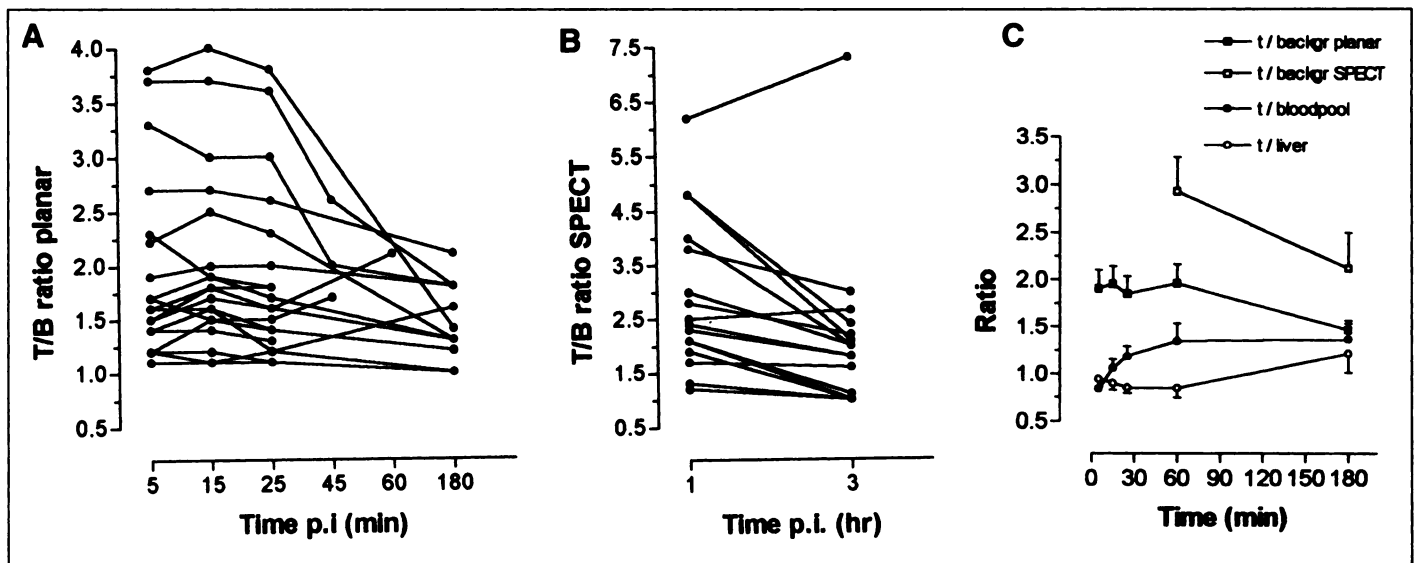 A
T/B ratio planar
4.0
3.5
3.0
2.5
2.0
1.5
1.0
0.5
5 15 25 45 60 180
Time p.i (min)
B
T/B ratio SPECT
7.5
6.5
5.5
4.5
3.5
2.5
1.5
0.5
1 3
Time p.i. (hr)
C
t / backgr planar
t / backgr SPECT
t / bloodpool
t / liver
Ratio
3.5
3.0
2.5
2.0
1.5
1.0
0.5
0 30 60 90 120 150 180
Time (min)